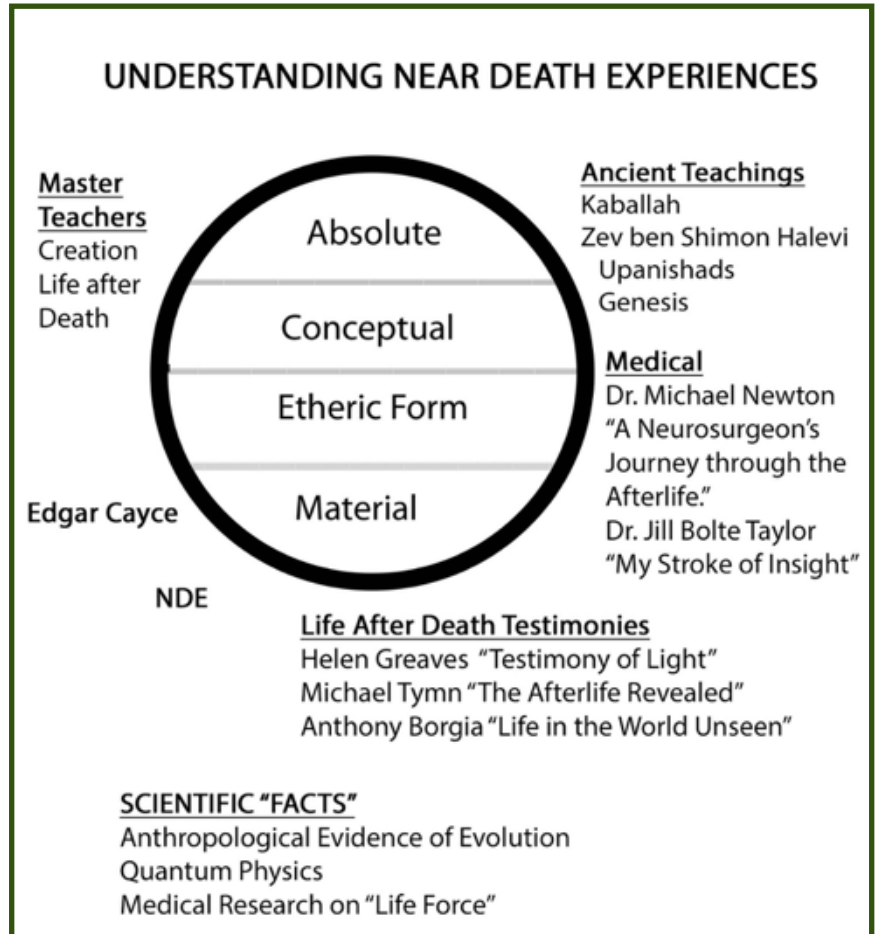 UNDERSTANDING NEAR DEATH EXPERIENCES
Master
Teachers
Creation
Life after
Death
Absolute
Conceptual
Etheric Form
Material
Ancient Teachings
Kaballah
Zev ben Shimon Halevi
Upanishads
Genesis
Medical
Dr. Michael Newton
“A Neurosurgeon’s
Journey through the
Afterlife.”
Dr. Jill Bolte Taylor
“My Stroke of Insight”
Edgar Cayce
NDE
Life After Death Testimonies
Helen Greaves “Testimony of Light”
Michael Tymn “The Afterlife Revealed”
Anthony Borgia “Life in the World Unseen”
SCIENTIFIC “FACTS”
Anthropological Evidence of Evolution
Quantum Physics
Medical Research on “Life Force”